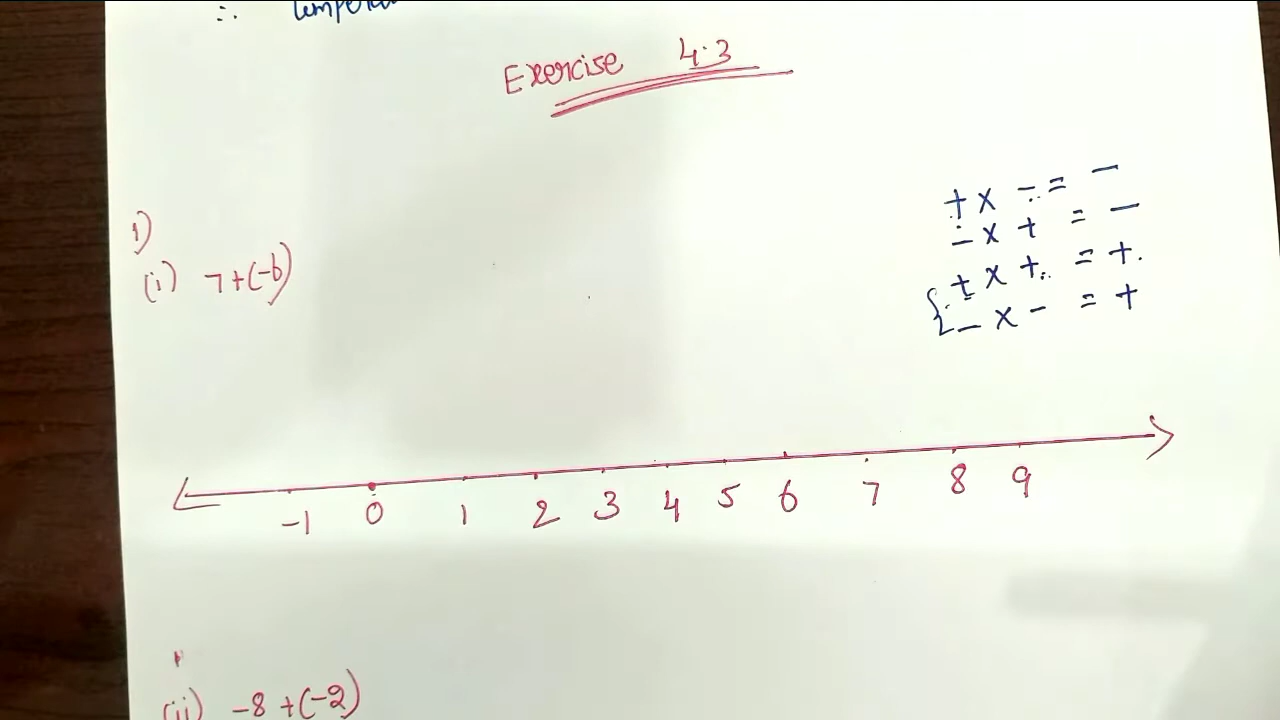 Exercise 4.3
+ x - = -
- x + = -
1)
(i) 7+(-6)
+ x + = +
- x - = +
-1 0 1 2 3 4 5 6 7 8 9
(ii) -8 +(-2)